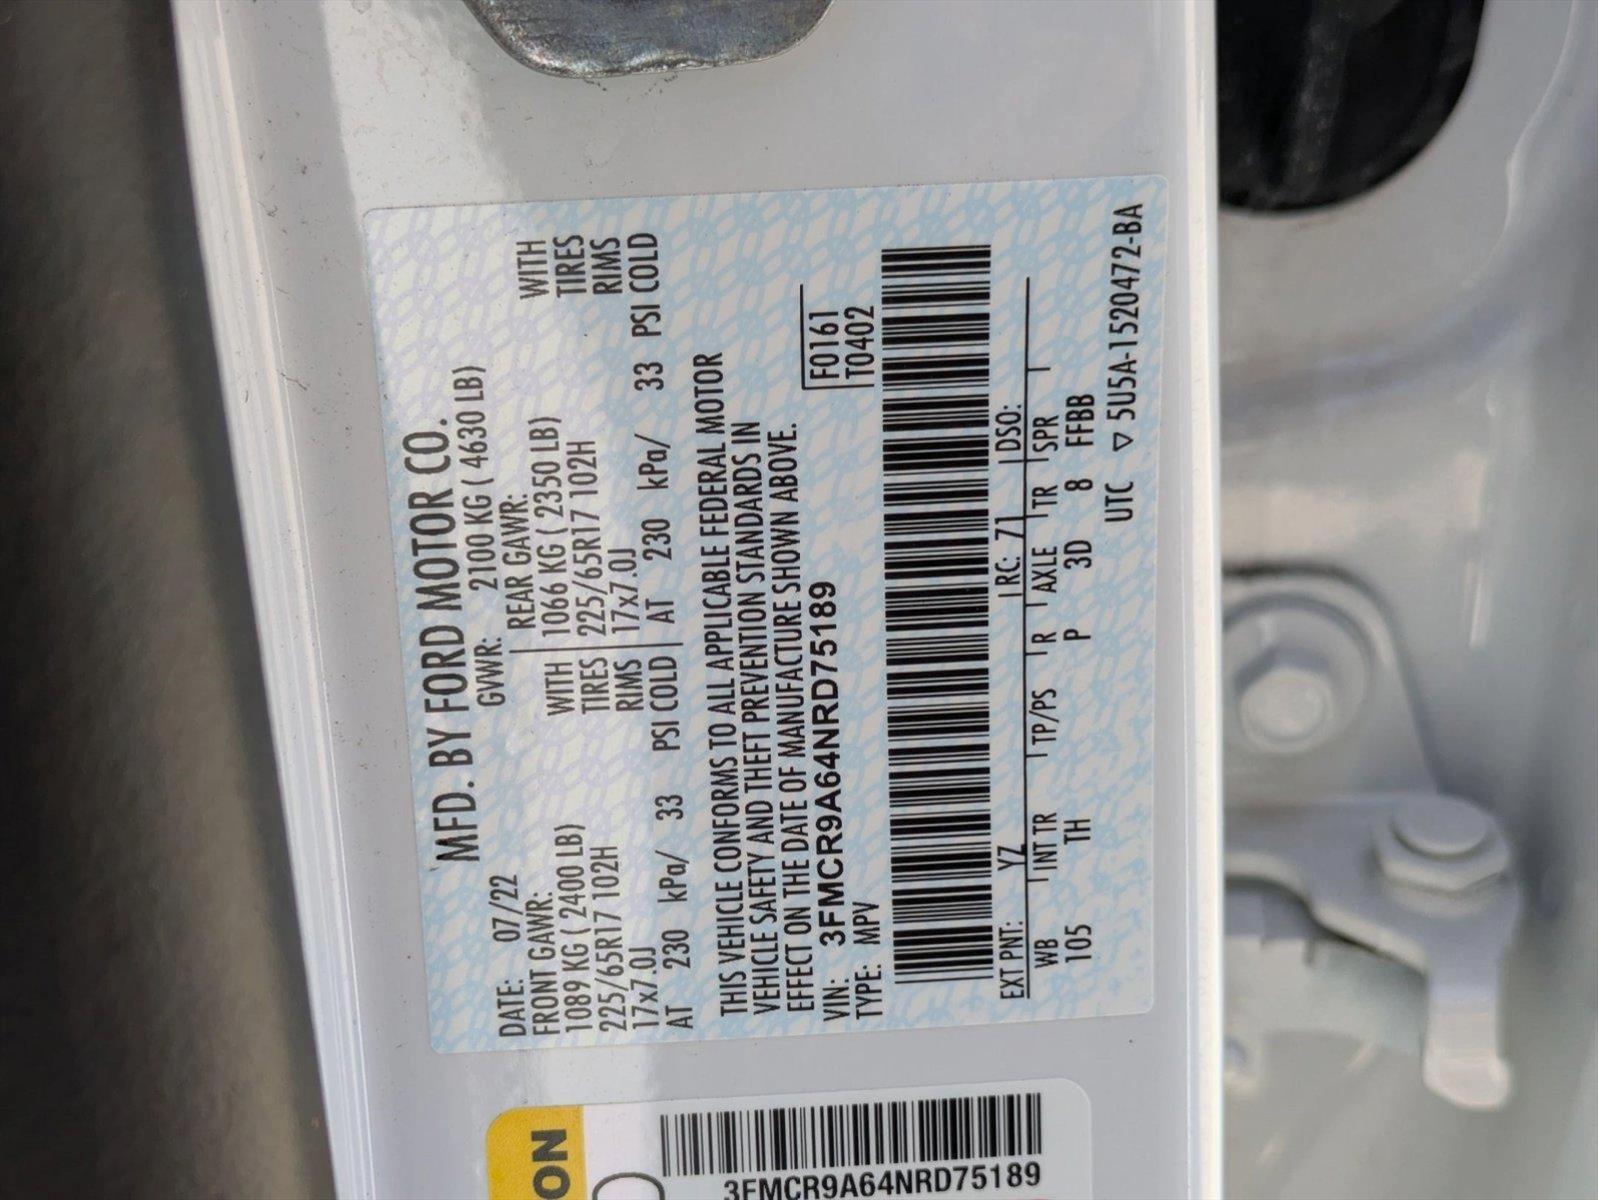 MFD. BY FORD MOTOR CO.
DATE: 07/22 GVWR: 2100 KG ( 4630 LB)
FRONT GAWR: REAR GAWR:
1089 KG ( 2400 LB) WITH 1066 KG ( 2350 LB) WITH
225/65R17 102H TIRES 225/65R17 102H TIRES
17x7.0J RIMS 17x7.0J RIMS
AT 230 kPa/ 33 PSI COLD AT 230 kPa/ 33 PSI COLD
THIS VEHICLE CONFORMS TO ALL APPLICABLE FEDERAL MOTOR
VEHICLE SAFETY AND THEFT PREVENTION STANDARDS IN
EFFECT ON THE DATE OF MANUFACTURE SHOWN ABOVE.
VIN: 3FMCR9A64NRD75189 F0161
TYPE: MPV T0402
EXT PNT: YZ RC: 71 DSO:
WB INT TR TP/PS R AXLE TR SPR
105 TH P 3D 8 FFBB
UTC ▽ 5U5A-1520472-BA
ON
3FMCR9A64NRD75189